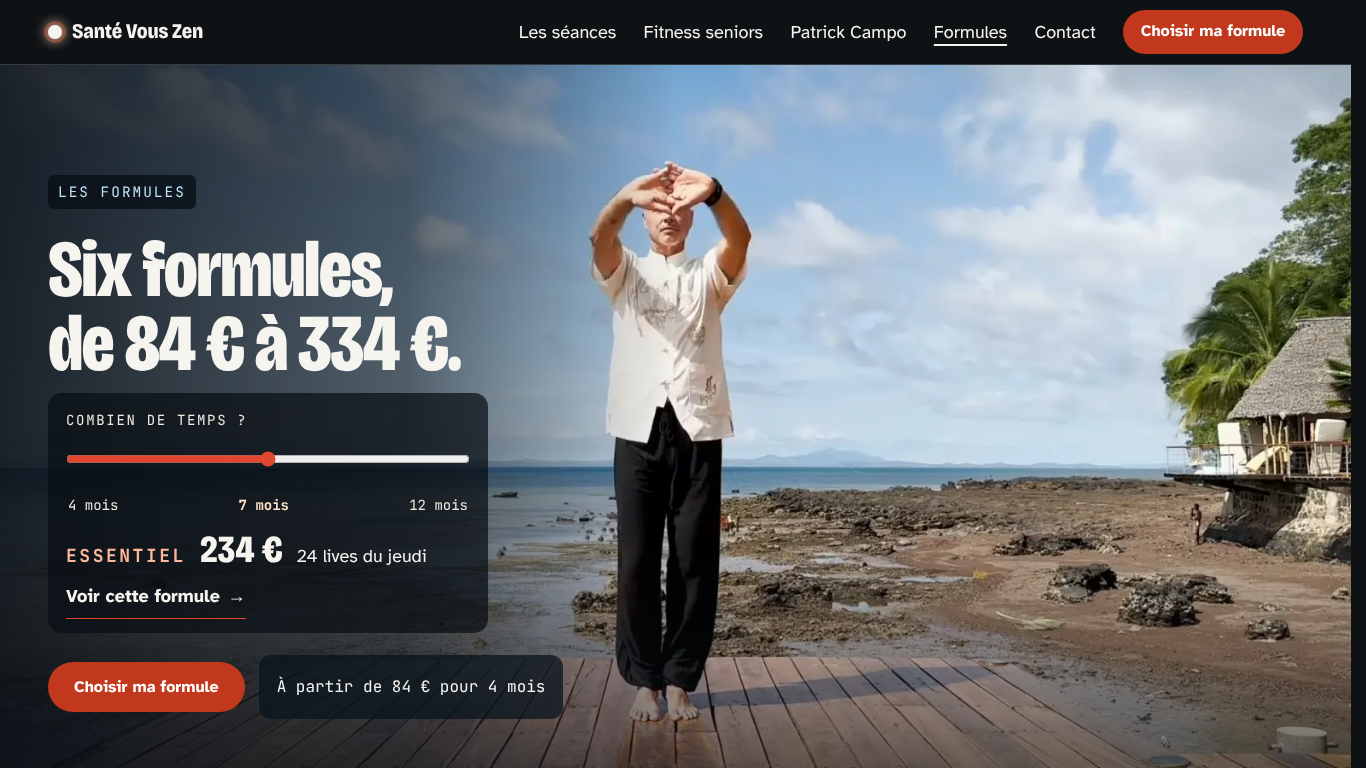 Santé Vous Zen
Les séances
Fitness seniors
Patrick Campo
Formules
Contact
Choisir ma formule
LES FORMULES
Six formules,
de 84 € à 334 €.
COMBIEN DE TEMPS ?
4 mois
7 mois
12 mois
ESSENTIEL 234 € 24 lives du jeudi
Voir cette formule →
Choisir ma formule
À partir de 84 € pour 4 mois